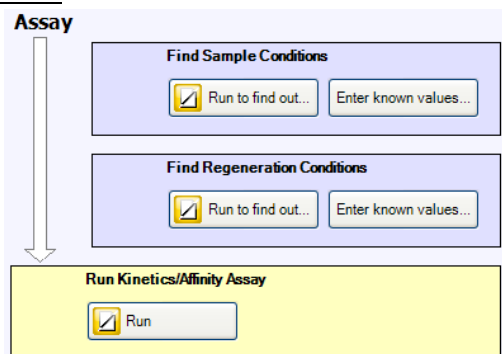 Assay
Find Sample Conditions
Run to find out... Enter known values...
Find Regeneration Conditions
Run to find out... Enter known values...
Run Kinetics/Affinity Assay
Run